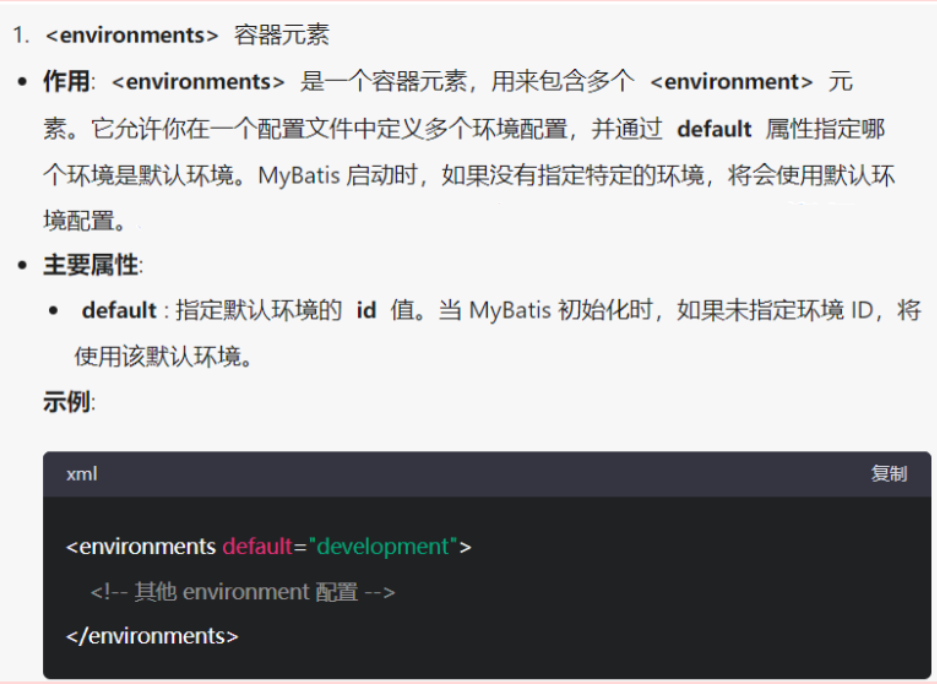 1. <environments> 容器元素
• 作用: <environments> 是一个容器元素，用来包含多个 <environment> 元
素。它允许你在一个配置文件中定义多个环境配置，并通过 default 属性指定哪
个环境是默认环境。MyBatis 启动时，如果没有指定特定的环境，将会使用默认环
境配置。
• 主要属性:
• default : 指定默认环境的 id 值。当 MyBatis 初始化时，如果未指定环境 ID，将
使用该默认环境。
示例:
xml 复制
<environments default="development">
<!-- 其他 environment 配置 -->
</environments>